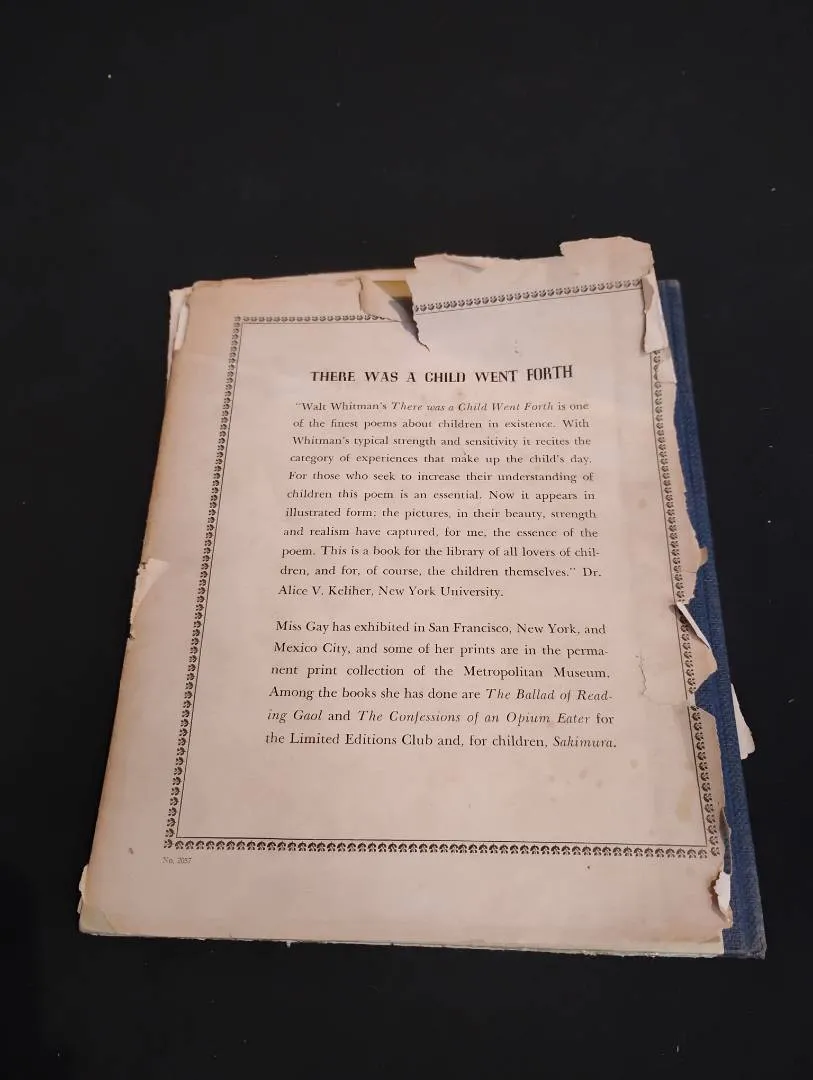 THERE WAS A CHILD WENT FORTH
"Walt Whitman's There was a Child Went Forth is one
of the finest poems about children in existence. With
Whitman's typical strength and sensitivity it recites the
category of experiences that make up the child's day.
For those who seek to increase their understanding of
children this poem is an essential. Now it appears in
illustrated form; the pictures, in their beauty, strength
and realism have captured, for me, the essence of the
poem. This is a book for the library of all lovers of chil-
dren, and for, of course, the children themselves." Dr.
Alice V. Keliher, New York University.
Miss Gay has exhibited in San Francisco, New York, and
Mexico City, and some of her prints are in the perma-
nent print collection of the Metropolitan Museum.
Among the books she has done are The Ballad of Read-
ing Gaol and The Confessions of an Opium Eater for
the Limited Editions Club and, for children, Sakimura.
No. 2057